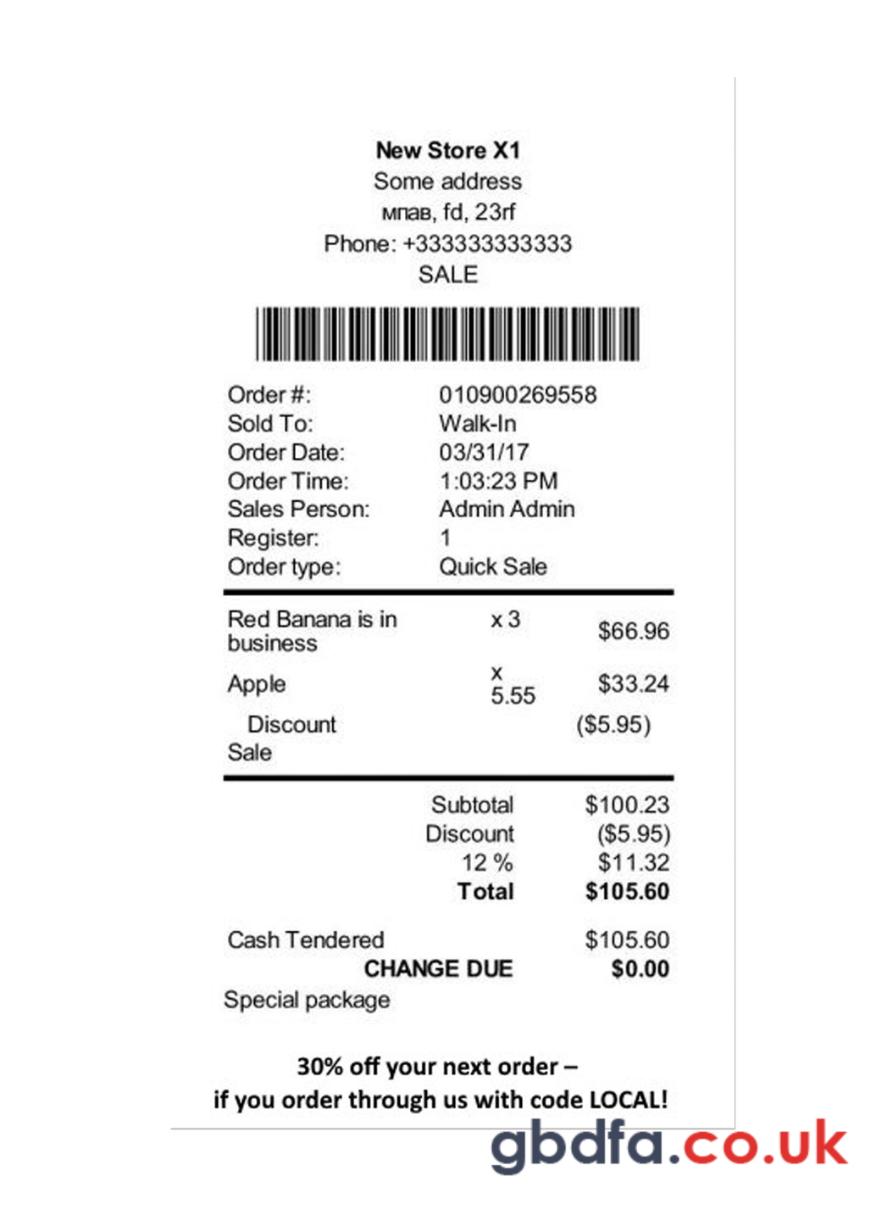 New Store X1
Some address
мпав, fd, 23rf
Phone: +333333333333
SALE
Order #: 010900269558
Sold To: Walk-In
Order Date: 03/31/17
Order Time: 1:03:23 PM
Sales Person: Admin Admin
Register: 1
Order type: Quick Sale
Red Banana is in business x 3 $66.96
Apple x 5.55 $33.24
Discount ($5.95)
Sale
Subtotal $100.23
Discount ($5.95)
12 % $11.32
Total $105.60
Cash Tendered $105.60
CHANGE DUE $0.00
Special package
30% off your next order –
if you order through us with code LOCAL!
gbdfa.co.uk